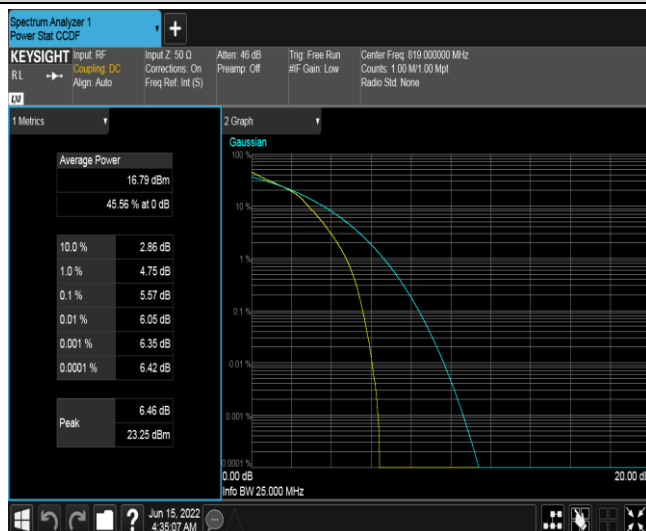 Spectrum Analyzer 1
Power Stat CCDF
+
KEYSIGHT
RL
LXI
Input: RF
Coupling: DC
Align: Auto
Input Z: 50 Ω
Corrections: On
Freq Ref: Int (S)
Atten: 46 dB
Preamp: Off
Trig: Free Run
#IF Gain: Low
Center Freq: 819.000000 MHz
Counts: 1.00 M/1.00 Mpt
Radio Std: None
1 Metrics
Average Power
16.79 dBm
45.56 % at 0 dB
10.0 % 2.86 dB
1.0 % 4.75 dB
0.1 % 5.57 dB
0.01 % 6.05 dB
0.001 % 6.35 dB
0.0001 % 6.42 dB
Peak
6.46 dB
23.25 dBm
2 Graph
Gaussian
100 %
10 %
1 %
0.1 %
0.01 %
0.001 %
0.0001 %
0.00 dB
20.00 dB
Info BW 25.000 MHz
?
Jun 15, 2022
4:35:07 AM